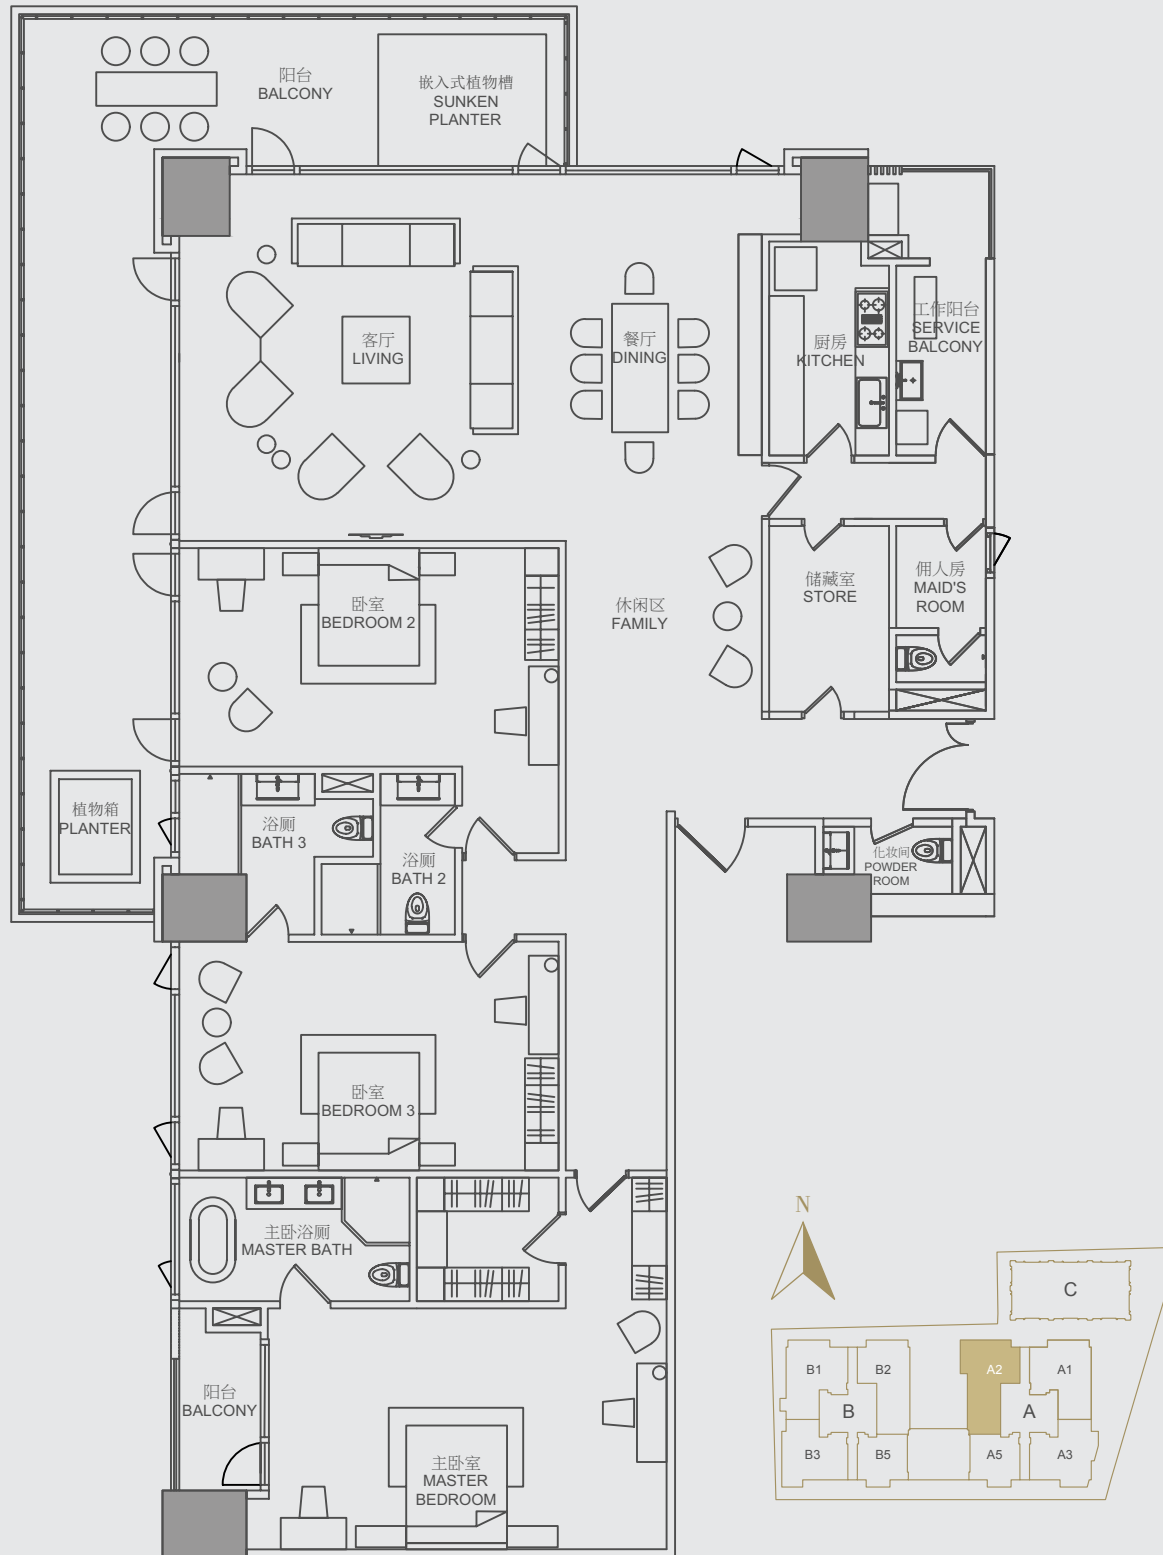 阳台
BALCONY
嵌入式植物槽
SUNKEN
PLANTER
客厅
LIVING
餐厅
DINING
厨房
KITCHEN
工作阳台
SERVICE
BALCONY
卧室
BEDROOM 2
休闲区
FAMILY
储藏室
STORE
佣人房
MAID'S
ROOM
植物箱
PLANTER
浴厕
BATH 3
浴厕
BATH 2
化妆间
POWDER
ROOM
卧室
BEDROOM 3
主卧浴厕
MASTER BATH
阳台
BALCONY
主卧室
MASTER
BEDROOM
N
C
B1
B2
A2
A1
B
A
B3
B5
A5
A3